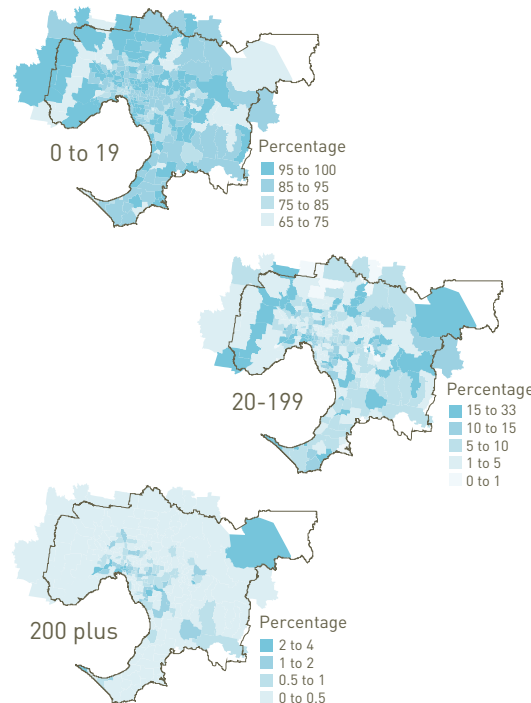 0 to 19
Percentage
95 to 100
85 to 95
75 to 85
65 to 75
20-199
Percentage
15 to 33
10 to 15
5 to 10
1 to 5
0 to 1
200 plus
Percentage
2 to 4
1 to 2
0.5 to 1
0 to 0.5